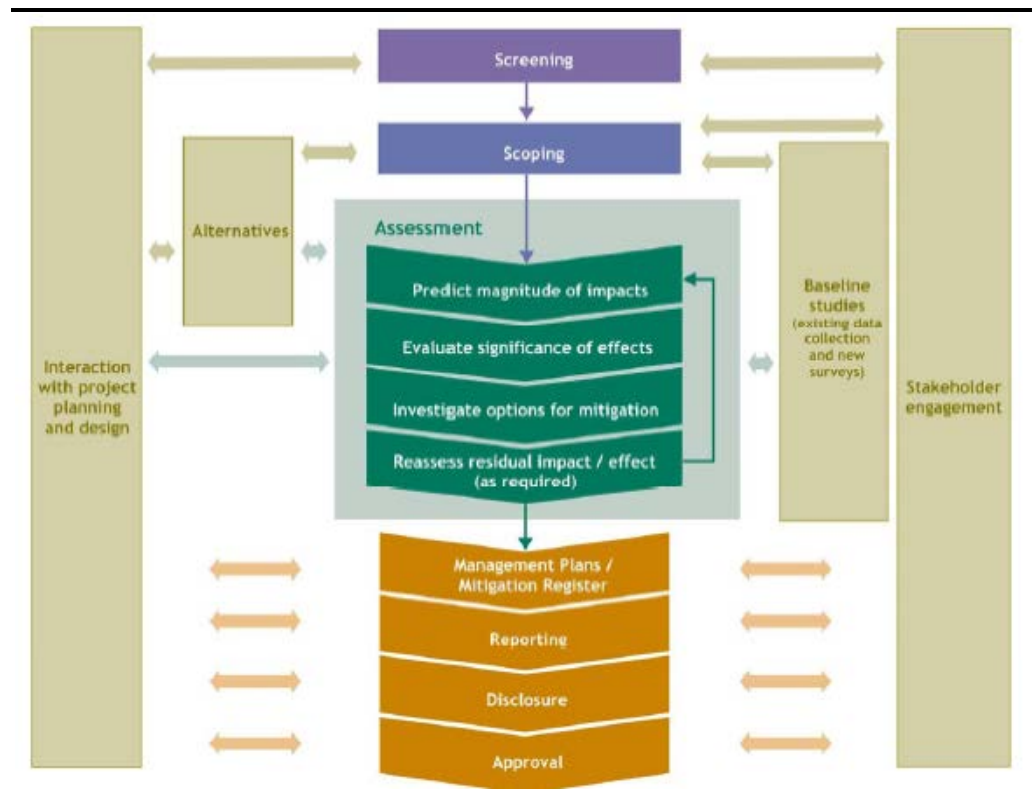 Screening
Scoping
Alternatives
Assessment
Predict magnitude of impacts
Evaluate significance of effects
Investigate options for mitigation
Reassess residual impact / effect
(as required)
Interaction
with project
planning
and design
Baseline
studies
(existing data
collection
and new
surveys)
Stakeholder
engagement
Management Plans /
Mitigation Register
Reporting
Disclosure
Approval